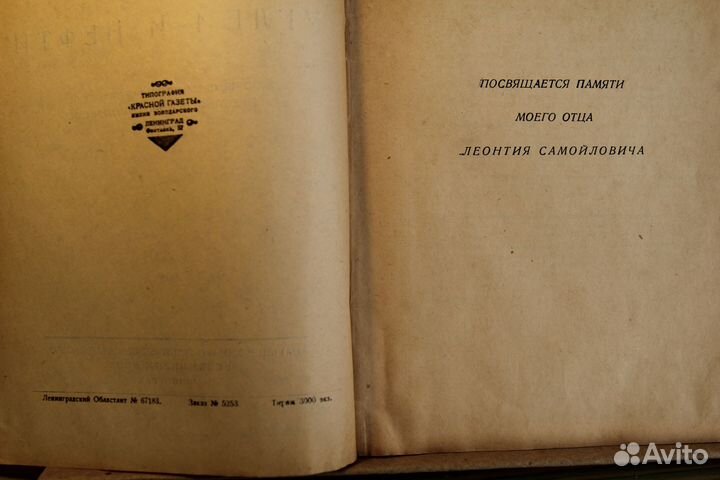 ТИПОГРАФИЯ
«КРАСНОЙ ГАЗЕТЫ»
ИМЕНИ ВОЛОДАРСКОГО
ЛЕНИНГРАД
Фонтанка, 57
Ленинградский Областлит № 67183. Заказ № 5253 Тираж 3000 экз.
ПОСВЯЩАЕТСЯ ПАМЯТИ
МОЕГО ОТЦА
ЛЕОНТИЯ САМОЙЛОВИЧА
Avito